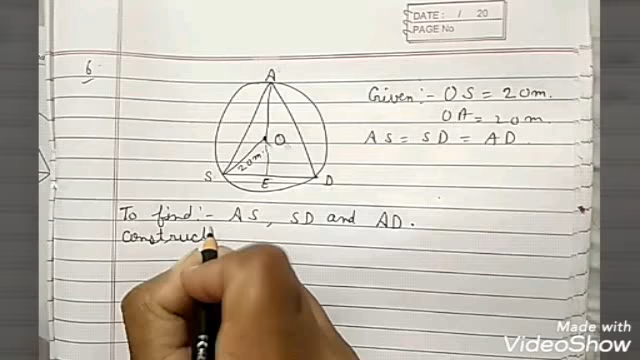 DATE: / 20
PAGE No
6.
A
Given:- OS = 20m.
OA = 20m.
AS = SD = AD
O
20m.
S
E
D
To find:- AS, SD and AD.
Construct
Made with
VideoShow